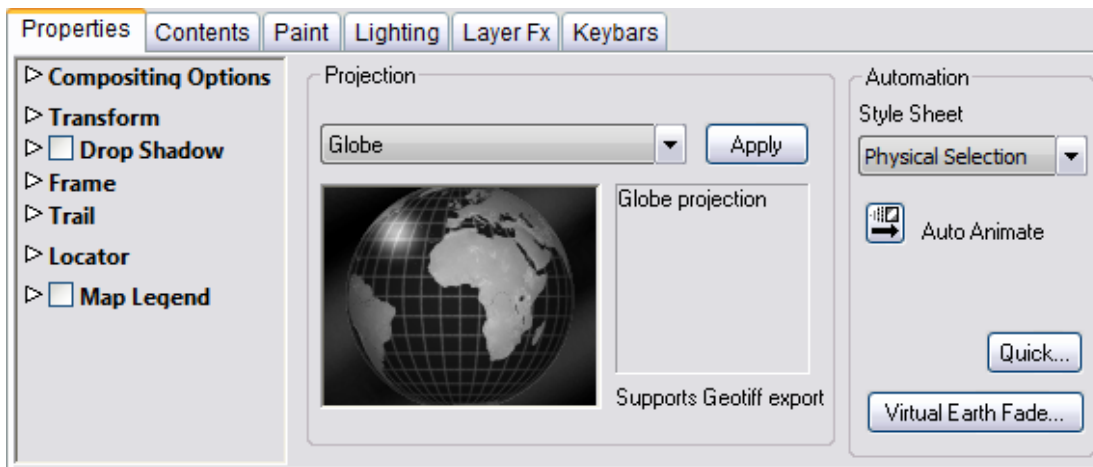 Properties Contents Paint Lighting Layer Fx Keybars
Compositing Options
Transform
Drop Shadow
Frame
Trail
Locator
Map Legend
Projection
Globe Apply
Globe projection
Supports Geotiff export
Automation
Style Sheet
Physical Selection
Auto Animate
Quick...
Virtual Earth Fade...